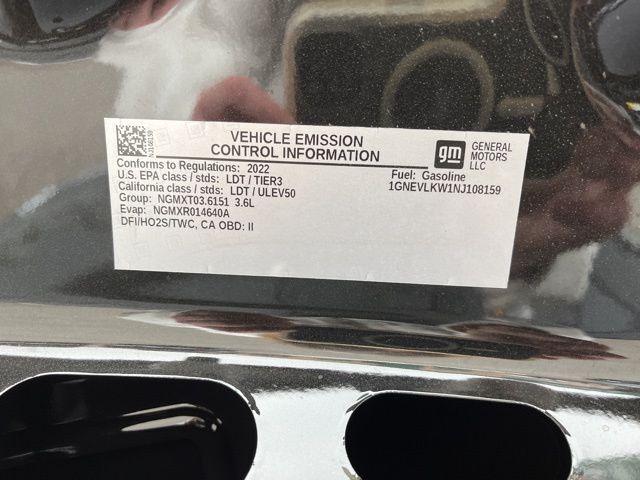 VEHICLE EMISSION
CONTROL INFORMATION
gm
GENERAL
MOTORS
LLC
Conforms to Regulations: 2022
U.S. EPA class / stds: LDT / TIER3
California class / stds: LDT / ULEV50
Group: NGMXT03.6151 3.6L
Evap: NGMXR014640A
DFI/HO2S/TWC, CA OBD: II
Fuel: Gasoline
1GNEVLKW1NJ108159